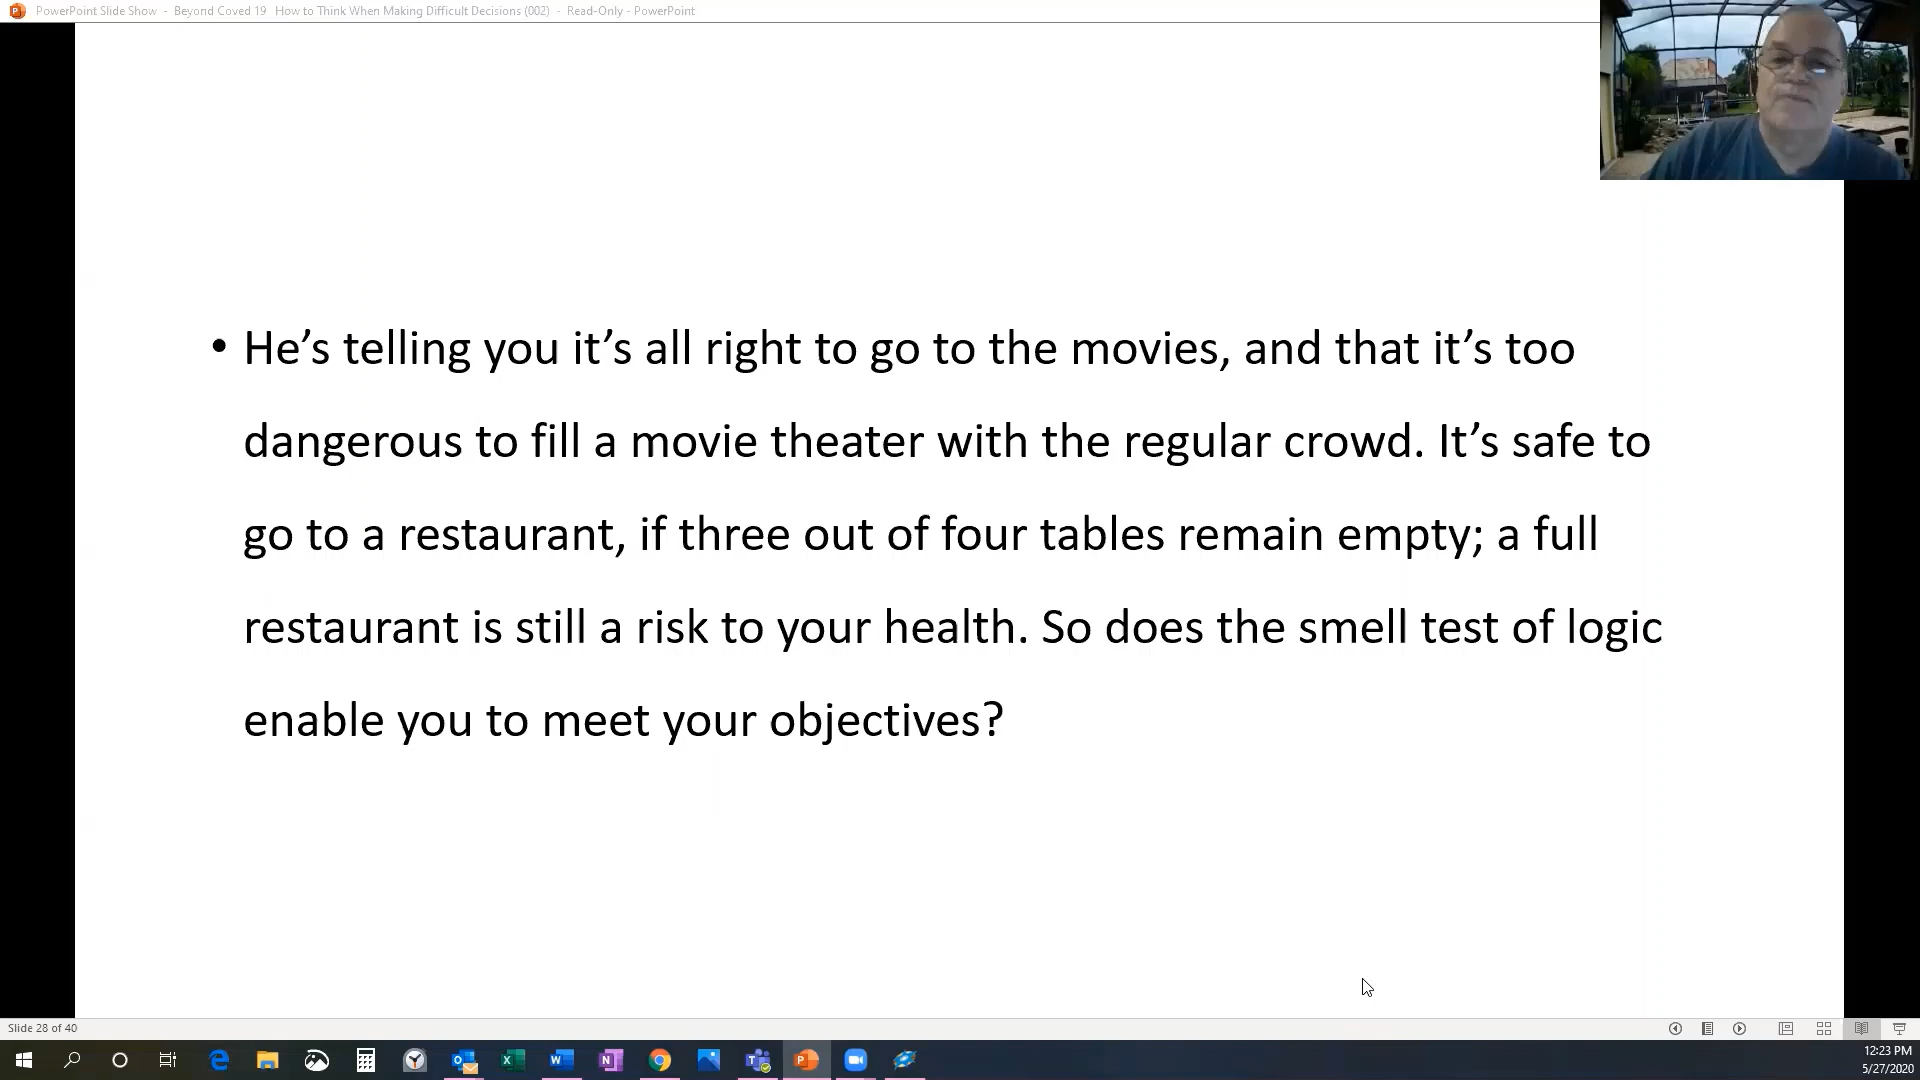 PowerPoint Slide Show - Beyond Coved 19 How to Think When Making Difficult Decisions (002) - Read-Only - PowerPoint
• He’s telling you it’s all right to go to the movies, and that it’s too
dangerous to fill a movie theater with the regular crowd. It’s safe to
go to a restaurant, if three out of four tables remain empty; a full
restaurant is still a risk to your health. So does the smell test of logic
enable you to meet your objectives?
Slide 28 of 40
12:23 PM
5/27/2020